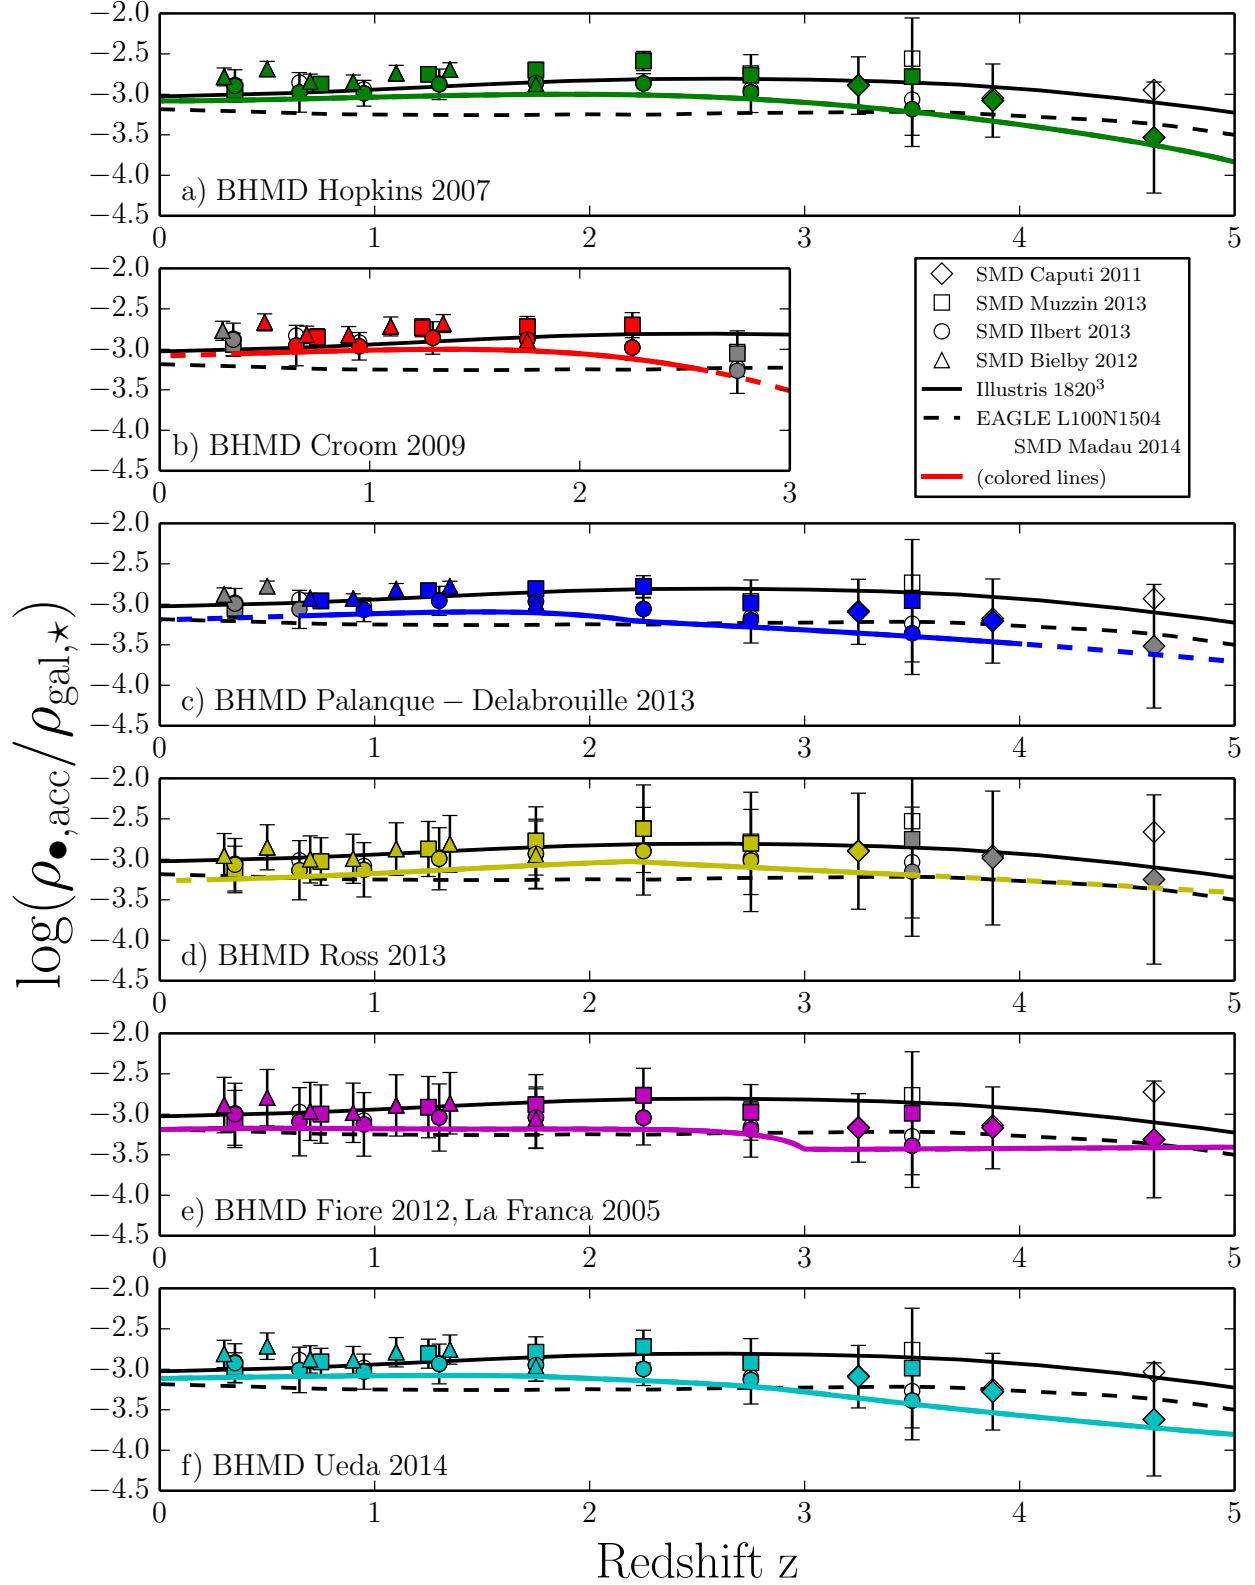 −2.0
−2.5
−3.0
−3.5
−4.0
−4.5
a) BHMD Hopkins 2007
0 1 2 3 4 5
−2.0
−2.5
−3.0
−3.5
−4.0
−4.5
b) BHMD Croom 2009
0 1 2 3
SMD Caputi 2011
SMD Muzzin 2013
SMD Ilbert 2013
SMD Bielby 2012
Illustris 1820³
EAGLE L100N1504
SMD Madau 2014
(colored lines)
−2.0
−2.5
−3.0
−3.5
−4.0
−4.5
c) BHMD Palanque − Delabrouille 2013
0 1 2 3 4 5
log(ρ●,acc/ρgal,⋆)
−2.0
−2.5
−3.0
−3.5
−4.0
−4.5
d) BHMD Ross 2013
0 1 2 3 4 5
−2.0
−2.5
−3.0
−3.5
−4.0
−4.5
e) BHMD Fiore 2012, La Franca 2005
0 1 2 3 4 5
−2.0
−2.5
−3.0
−3.5
−4.0
−4.5
f) BHMD Ueda 2014
0 1 2 3 4 5
Redshift z